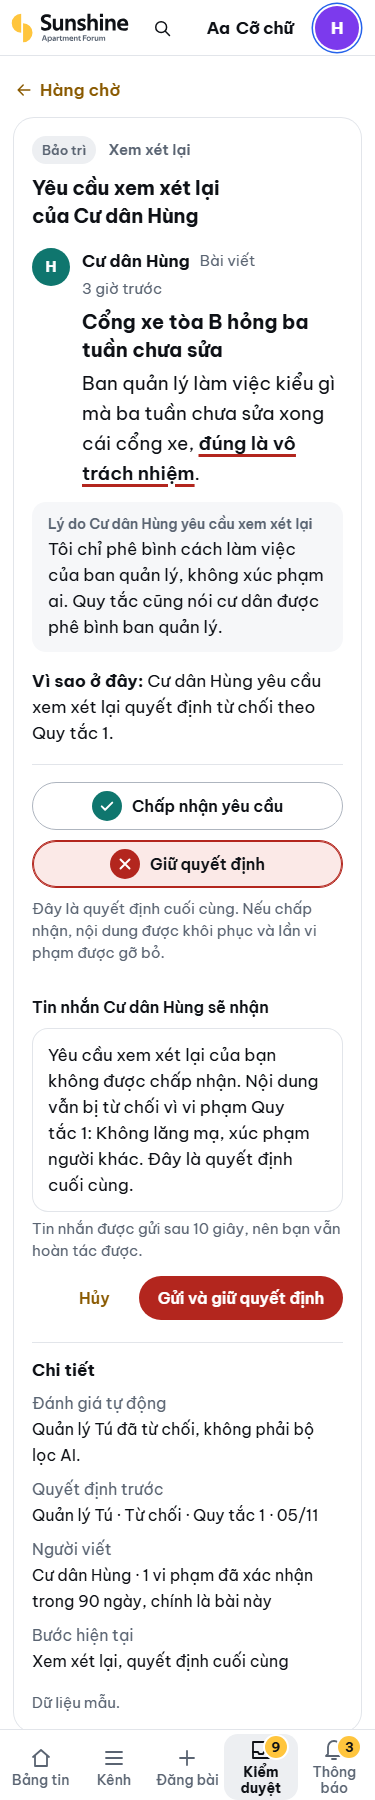 Sunshine
Apartment Forum
Aa Cỡ chữ
H
← Hàng chờ
Bảo trì Xem xét lại
Yêu cầu xem xét lại
của Cư dân Hùng
H
Cư dân Hùng Bài viết
3 giờ trước
Cổng xe tòa B hỏng ba
tuần chưa sửa
Ban quản lý làm việc kiểu gì
mà ba tuần chưa sửa xong
cái cổng xe, đúng là vô
trách nhiệm.
Lý do Cư dân Hùng yêu cầu xem xét lại
Tôi chỉ phê bình cách làm việc
của ban quản lý, không xúc phạm
ai. Quy tắc cũng nói cư dân được
phê bình ban quản lý.
Vì sao ở đây: Cư dân Hùng yêu cầu
xem xét lại quyết định từ chối theo
Quy tắc 1.
Chấp nhận yêu cầu
Giữ quyết định
Đây là quyết định cuối cùng. Nếu chấp
nhận, nội dung được khôi phục và lần vi
phạm được gỡ bỏ.
Tin nhắn Cư dân Hùng sẽ nhận
Yêu cầu xem xét lại của bạn
không được chấp nhận. Nội dung
vẫn bị từ chối vì vi phạm Quy
tắc 1: Không lăng mạ, xúc phạm
người khác. Đây là quyết định
cuối cùng.
Tin nhắn được gửi sau 10 giây, nên bạn vẫn
hoàn tác được.
Hủy
Gửi và giữ quyết định
Chi tiết
Đánh giá tự động
Quản lý Tú đã từ chối, không phải bộ
lọc AI.
Quyết định trước
Quản lý Tú · Từ chối · Quy tắc 1 · 05/11
Người viết
Cư dân Hùng · 1 vi phạm đã xác nhận
trong 90 ngày, chính là bài này
Bước hiện tại
Xem xét lại, quyết định cuối cùng
Dữ liệu mẫu.
Bảng tin
Kênh
Đăng bài
9
Kiểm
duyệt
3
Thông
báo